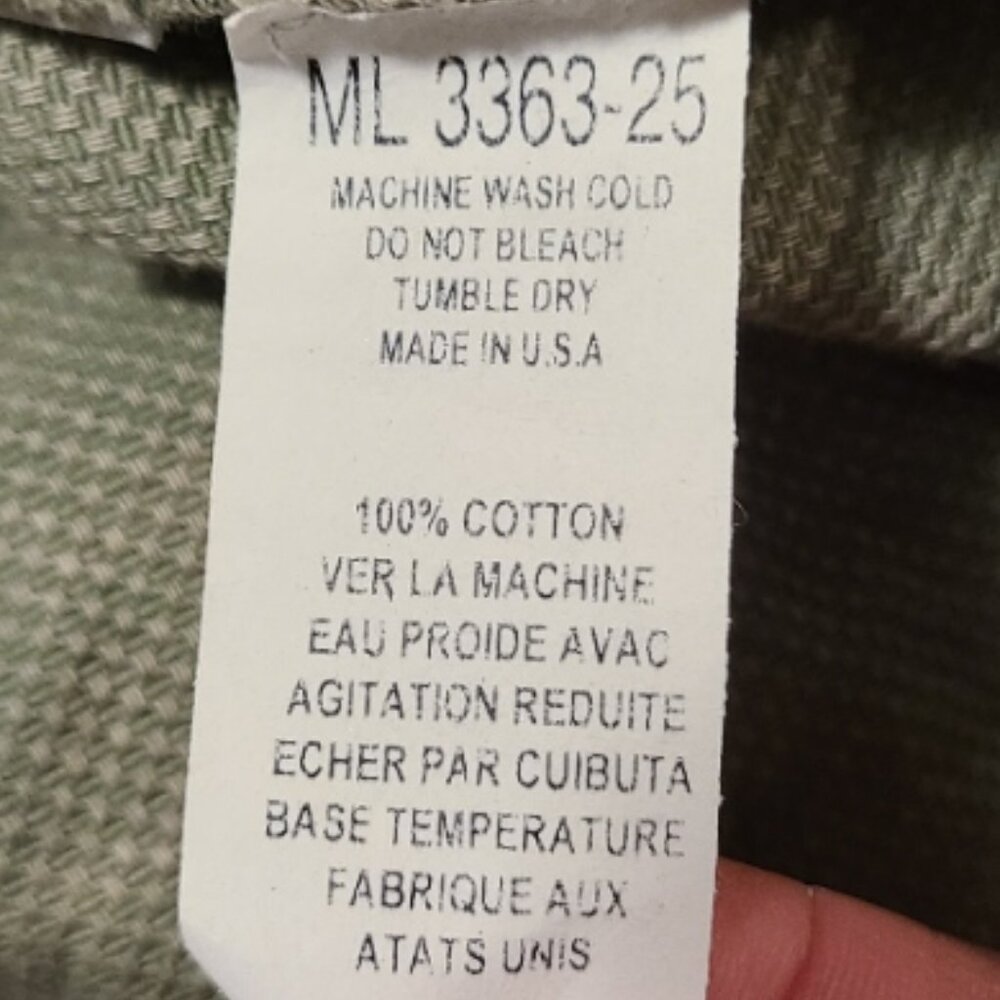 ML 3363-25
MACHINE WASH COLD
DO NOT BLEACH
TUMBLE DRY
MADE IN U.S.A
100% COTTON
VER LA MACHINE
EAU PROIDE AVAC
AGITATION REDUITE
ECHER PAR CUIBUTA
BASE TEMPERATURE
FABRIQUE AUX
ATATS UNIS